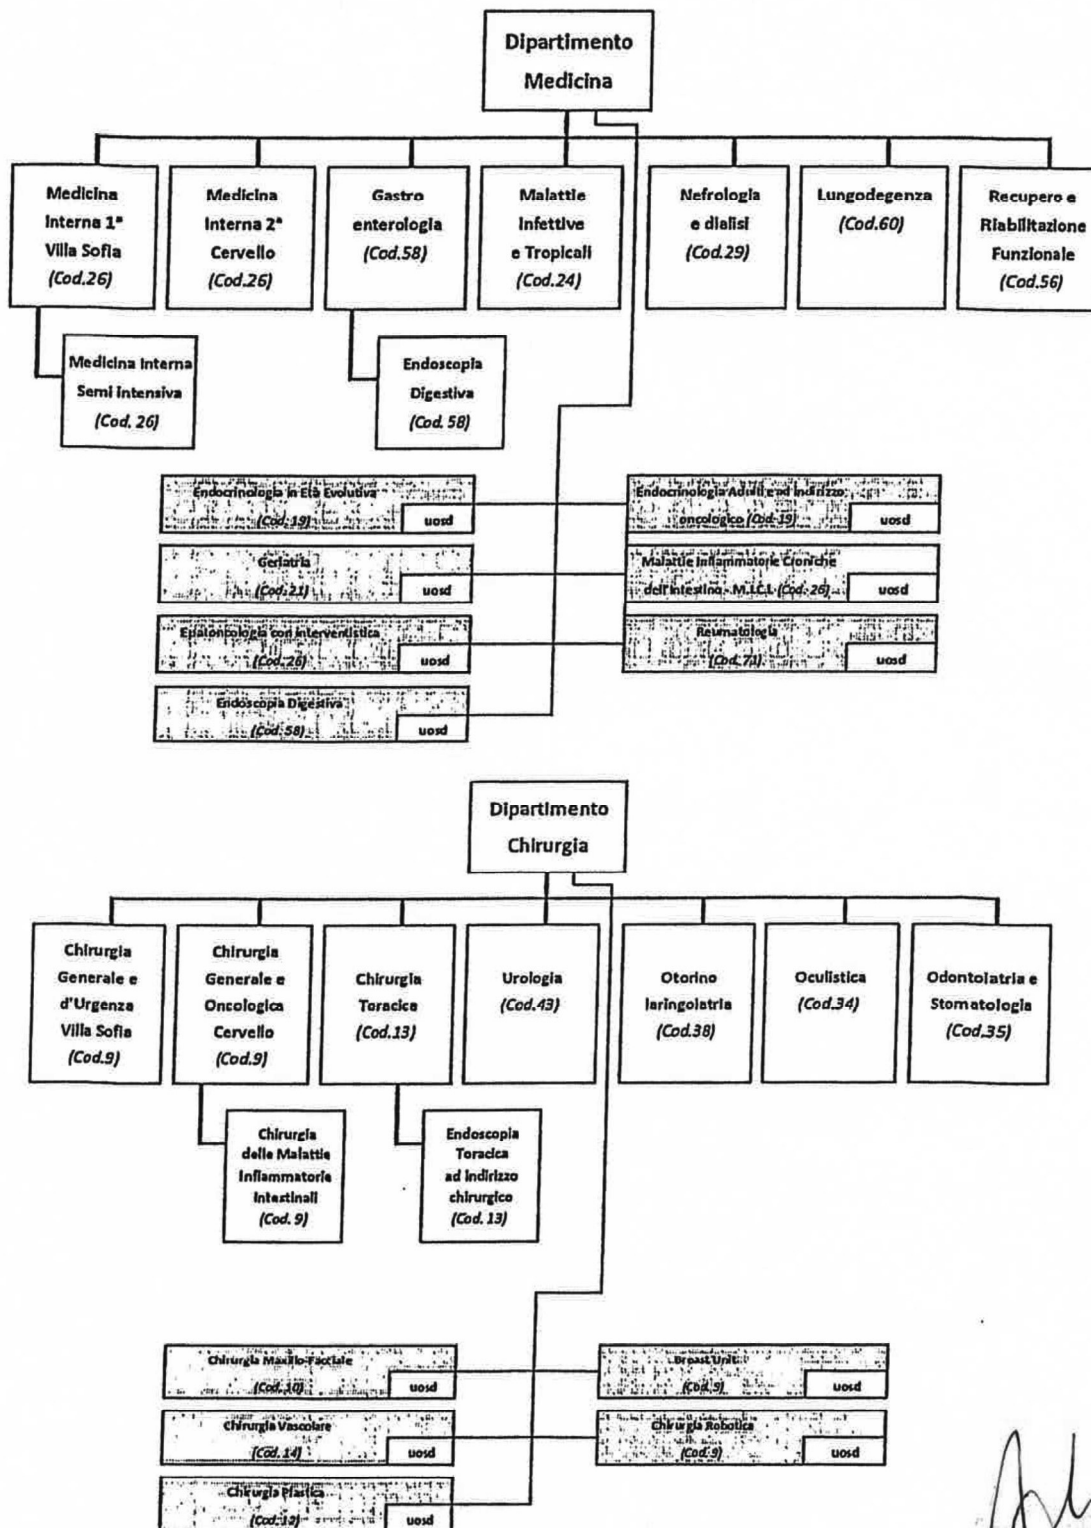 Dipartimento
Medicina
Medicina
Interna 1ª
Villa Sofia
(Cod.26)
Medicina
Interna 2ª
Cervello
(Cod.26)
Gastro
enterologia
(Cod.58)
Malattie
Infettive
e Tropicali
(Cod.24)
Nefrologia
e dialisi
(Cod.29)
Lungodegenza
(Cod.60)
Recupero e
Riabilitazione
Funzionale
(Cod.56)
Medicina Interna
Semi intensiva
(Cod. 26)
Endoscopia
Digestiva
(Cod. 58)
Endocrinologia in Età Evolutiva
(Cod. 19)
uosd
Endocrinologia Adulti e ad indirizzo
oncologico (Cod. 19)
uosd
Geriatria
(Cod. 21)
uosd
Malattie Infiammatorie Croniche
dell'intestino - M.I.C.I. (Cod. 26)
uosd
Epatoncologia con interventistica
(Cod. 26)
uosd
Reumatologia
(Cod. 71)
uosd
Endoscopia Digestiva
(Cod. 58)
uosd
Dipartimento
Chirurgia
Chirurgia
Generale e
d'Urgenza
Villa Sofia
(Cod.9)
Chirurgia
Generale e
Oncologica
Cervello
(Cod.9)
Chirurgia
Toracica
(Cod.13)
Urologia
(Cod.43)
Otorino
laringoiatria
(Cod.38)
Oculistica
(Cod.34)
Odontoiatria e
Stomatologia
(Cod.35)
Chirurgia
delle Malattie
Infiammatorie
Intestinali
(Cod. 9)
Endoscopia
Toracica
ad indirizzo
chirurgico
(Cod. 13)
Chirurgia Maxillo-Facciale
(Cod. 10)
uosd
Breast Unit
(Cod. 9)
uosd
Chirurgia Vascolare
(Cod. 14)
uosd
Chirurgia Robotica
(Cod. 9)
uosd
Chirurgia Plastica
(Cod. 12)
uosd